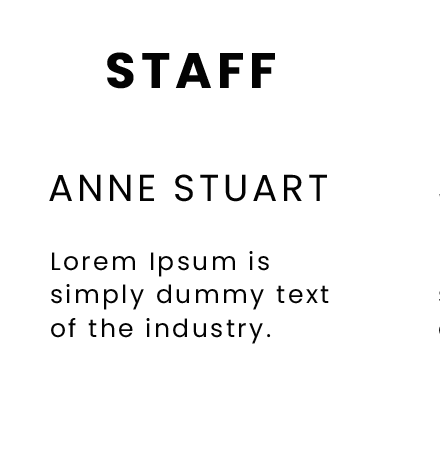 STAFF
ANNE STUART
Lorem Ipsum is
simply dummy text
of the industry.